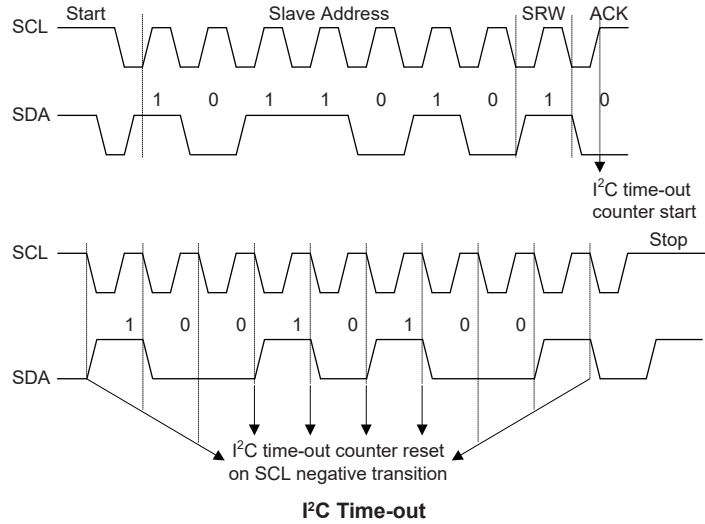 Start Slave Address SRW ACK
SCL
1 0 1 1 0 1 0 1 0
SDA
I²C time-out
counter start
Stop
SCL
1 0 0 1 0 1 0 0
SDA
I²C time-out counter reset
on SCL negative transition
I²C Time-out